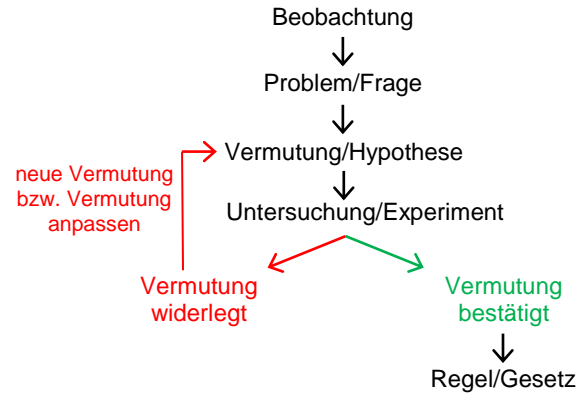 Beobachtung
Problem/Frage
Vermutung/Hypothese
neue Vermutung
bzw. Vermutung
anpassen
Untersuchung/Experiment
Vermutung
widerlegt
Vermutung
bestätigt
Regel/Gesetz